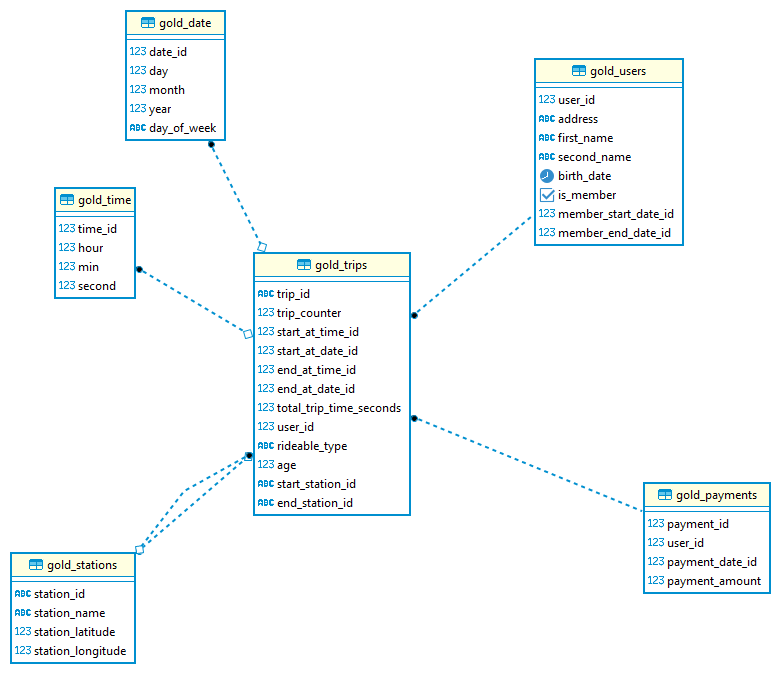 gold_date
123 date_id
123 day
123 month
123 year
ABC day_of_week
gold_users
123 user_id
ABC address
ABC first_name
ABC second_name
birth_date
is_member
123 member_start_date_id
123 member_end_date_id
gold_time
123 time_id
123 hour
123 min
123 second
gold_trips
ABC trip_id
123 trip_counter
123 start_at_time_id
123 start_at_date_id
123 end_at_time_id
123 end_at_date_id
123 total_trip_time_seconds
123 user_id
ABC rideable_type
123 age
ABC start_station_id
ABC end_station_id
gold_payments
123 payment_id
123 user_id
123 payment_date_id
123 payment_amount
gold_stations
ABC station_id
ABC station_name
123 station_latitude
123 station_longitude